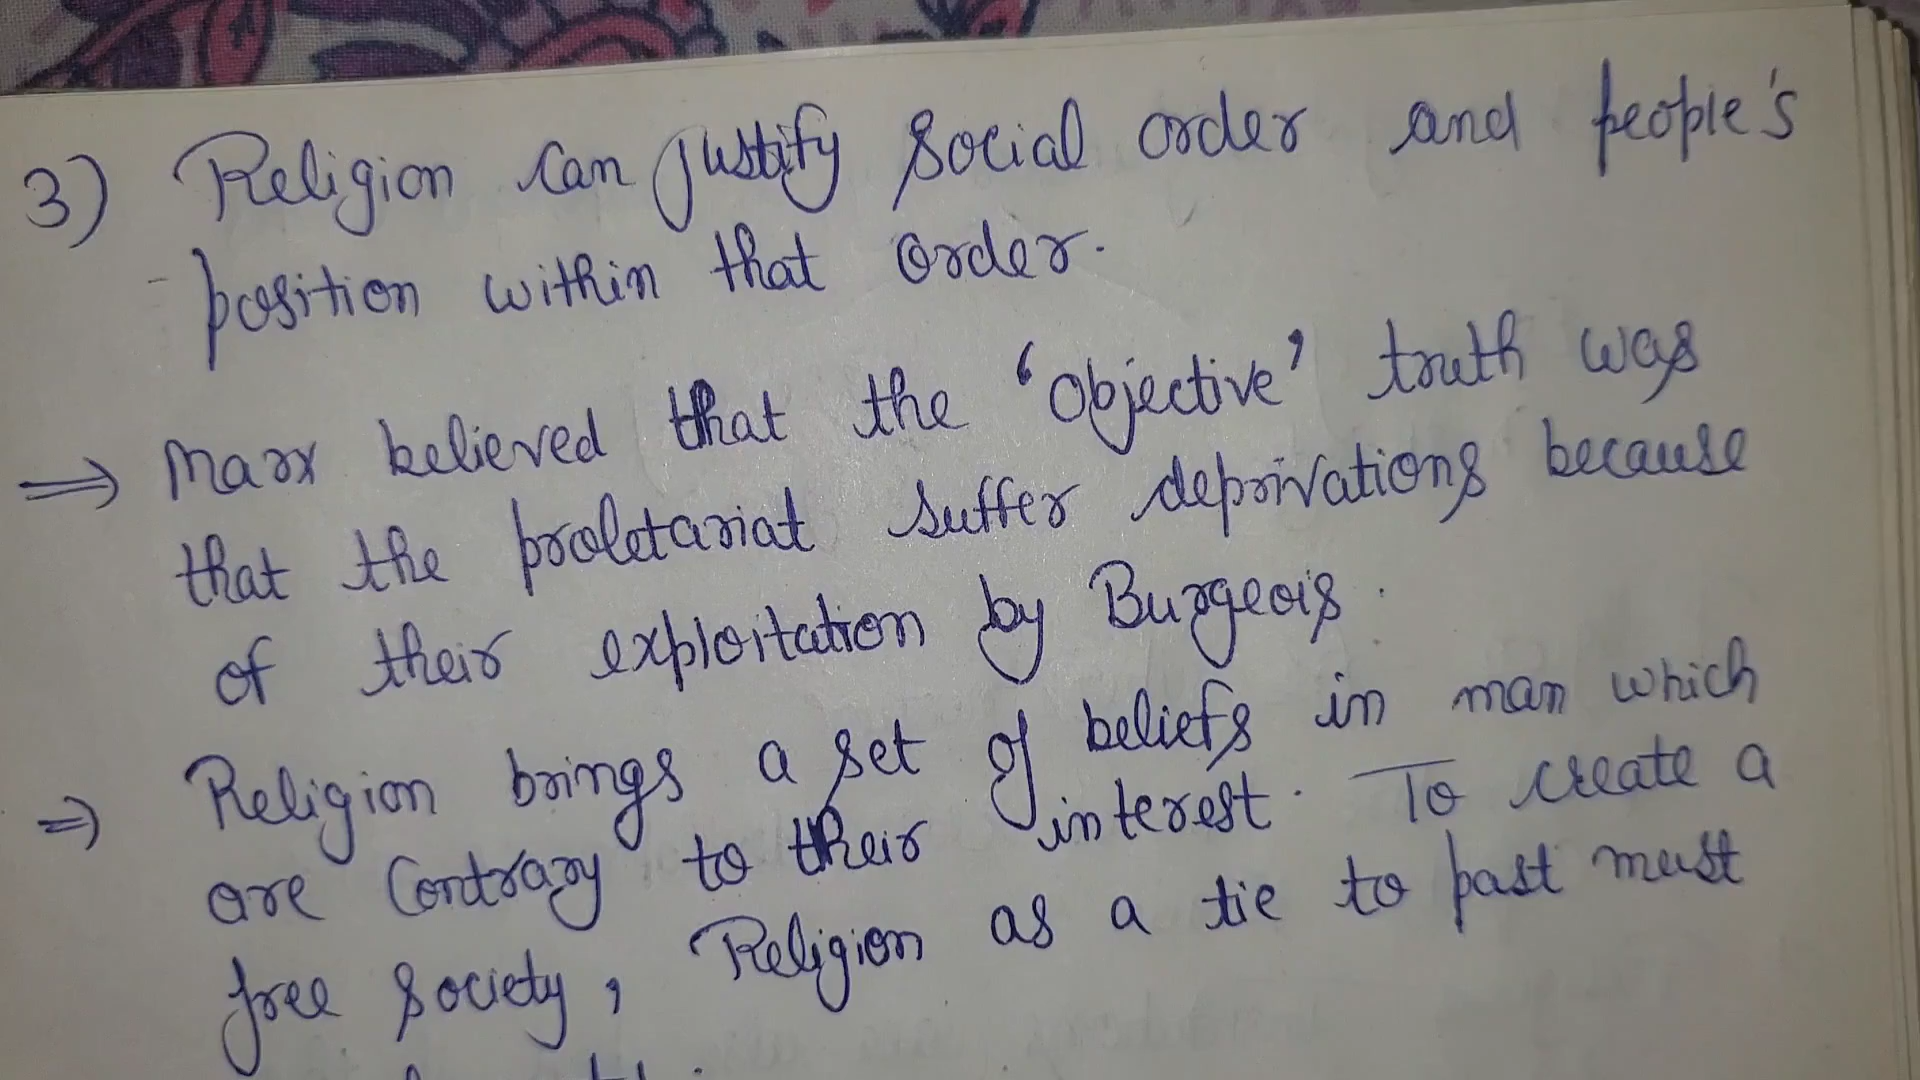 3) Religion can justify social order and people's
position within that order.
⇒ Marx believed that the 'objective' truth was
that the proletariat suffer deprivations because
of their exploitation by Burgeois.
⇒ Religion brings a set of beliefs in man which
are contrary to their interest. To create a
free society, Religion as a tie to past must